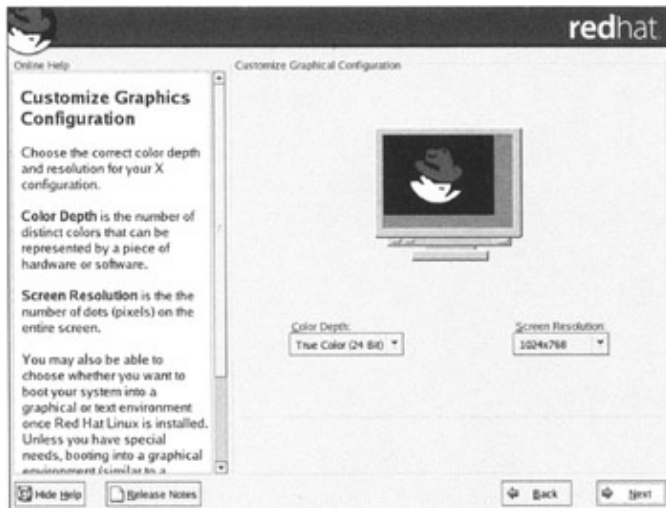 redhat.
Online Help
Customize Graphical Configuration
Customize Graphics
Configuration
Choose the correct color depth
and resolution for your X
configuration.
Color Depth is the number of
distinct colors that can be
represented by a piece of
hardware or software.
Screen Resolution is the the
number of dots (pixels) on the
entire screen.
You may also be able to
choose whether you want to
boot your system into a
graphical or text environment
once Red Hat Linux is installed.
Unless you have special
needs, booting into a graphical
environment (similar to a
Color Depth:
True Color (24 Bit)
Screen Resolution:
1024x768
Hide Help
Release Notes
Back
Next